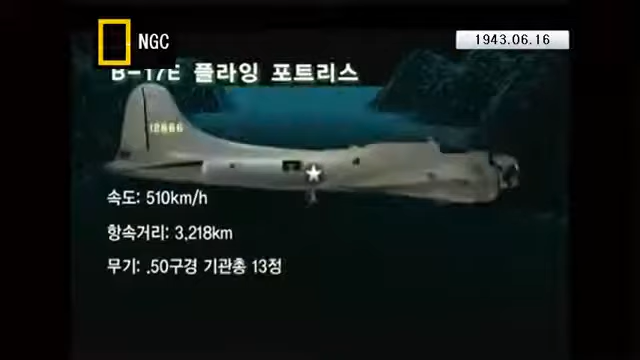 NGC
1943.06.16
B-17E 플라잉 포트리스
12666
속도: 510km/h
항속거리: 3,218km
무기: .50구경 기관총 13정